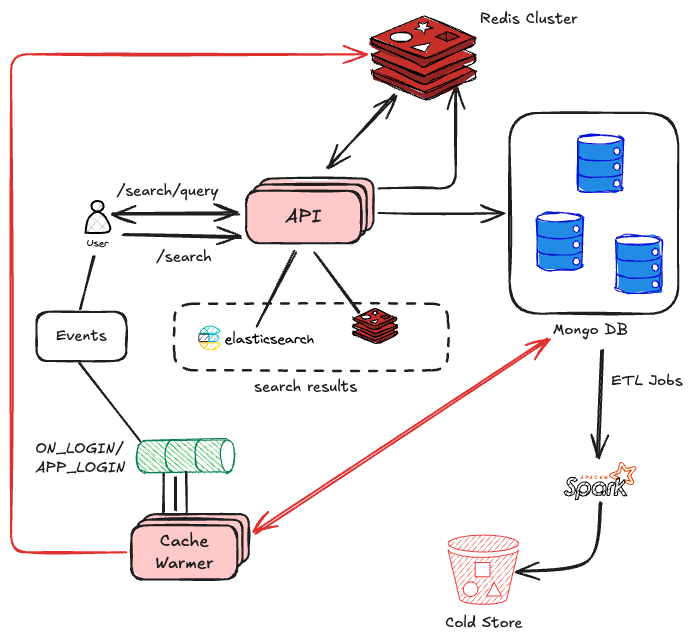 Redis Cluster
/search/query
API
User
/search
elasticsearch
search results
Events
Mongo DB
ETL Jobs
ON_LOGIN/
APP_LOGIN
APACHE
Spark
Cache
Warmer
Cold Store